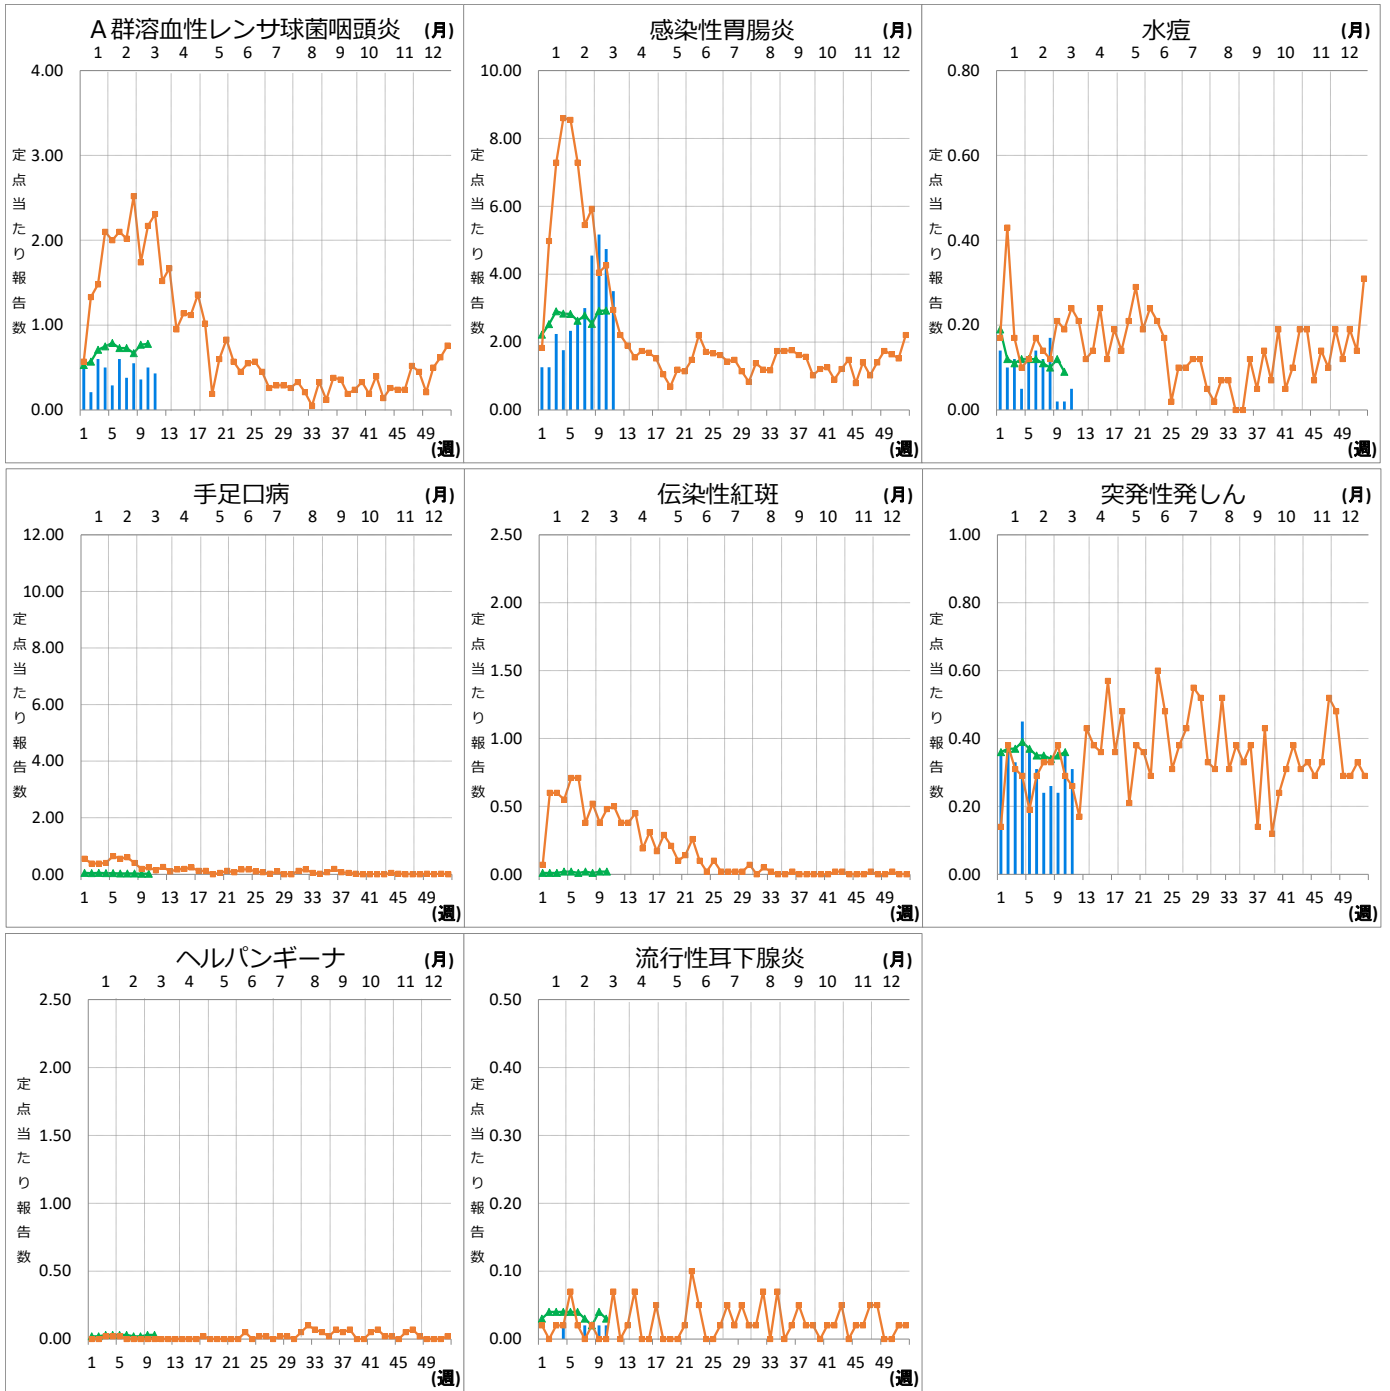 A群溶血性レンサ球菌咽頭炎 (月)
1 2 3 4 5 6 7 8 9 10 11 12
4.00
3.00
2.00
1.00
0.00
定点当たり報告数
1 5 9 13 17 21 25 29 33 37 41 45 49
(週)
感染性胃腸炎 (月)
1 2 3 4 5 6 7 8 9 10 11 12
10.00
8.00
6.00
4.00
2.00
0.00
定点当たり報告数
1 5 9 13 17 21 25 29 33 37 41 45 49
(週)
水痘 (月)
1 2 3 4 5 6 7 8 9 10 11 12
0.80
0.60
0.40
0.20
0.00
定点当たり報告数
1 5 9 13 17 21 25 29 33 37 41 45 49
(週)
手足口病 (月)
1 2 3 4 5 6 7 8 9 10 11 12
12.00
10.00
8.00
6.00
4.00
2.00
0.00
定点当たり報告数
1 5 9 13 17 21 25 29 33 37 41 45 49
(週)
伝染性紅斑 (月)
1 2 3 4 5 6 7 8 9 10 11 12
2.50
2.00
1.50
1.00
0.50
0.00
定点当たり報告数
1 5 9 13 17 21 25 29 33 37 41 45 49
(週)
突発性発しん (月)
1 2 3 4 5 6 7 8 9 10 11 12
1.00
0.80
0.60
0.40
0.20
0.00
定点当たり報告数
1 5 9 13 17 21 25 29 33 37 41 45 49
(週)
ヘルパンギーナ (月)
1 2 3 4 5 6 7 8 9 10 11 12
2.50
2.00
1.50
1.00
0.50
0.00
定点当たり報告数
1 5 9 13 17 21 25 29 33 37 41 45 49
(週)
流行性耳下腺炎 (月)
1 2 3 4 5 6 7 8 9 10 11 12
0.50
0.40
0.30
0.20
0.10
0.00
定点当たり報告数
1 5 9 13 17 21 25 29 33 37 41 45 49
(週)